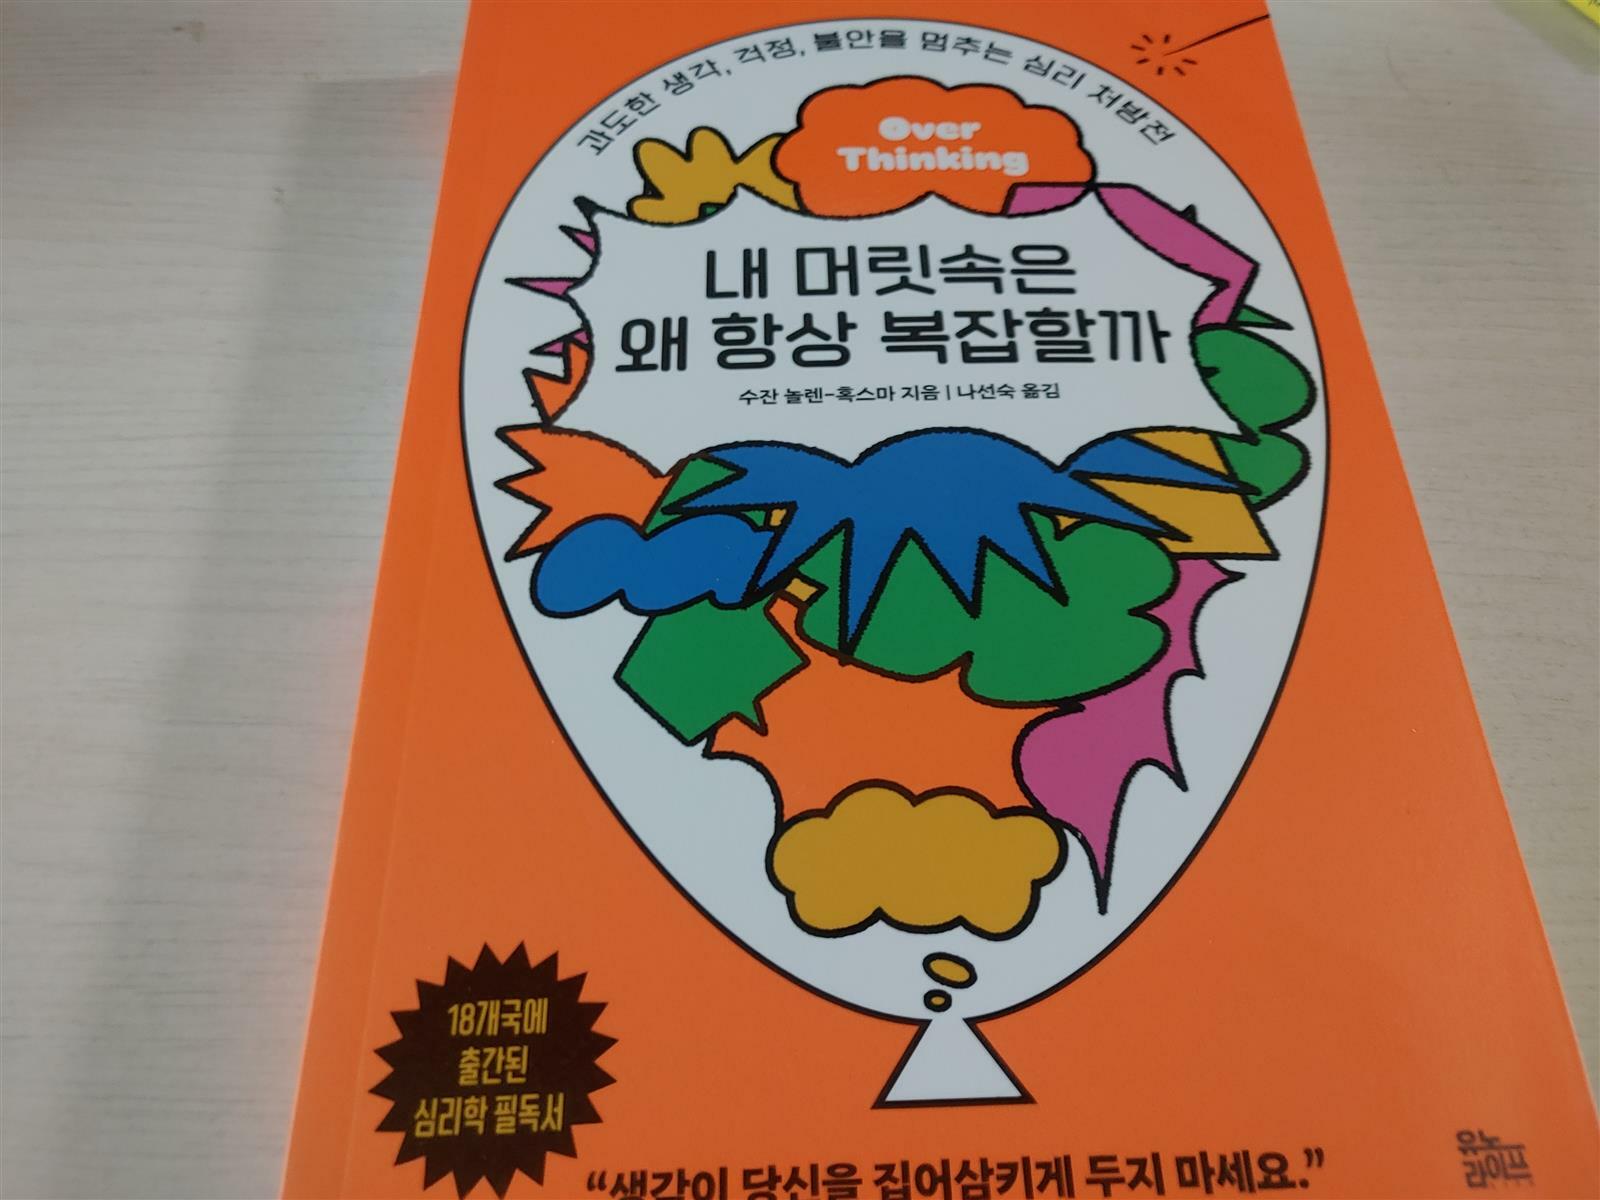 과도한 생각, 걱정, 불안을 멈추는 심리 처방전
Over
Thinking
내 머릿속은
왜 항상 복잡할까
수잔 놀렌-혹스마 지음 | 나선숙 옮김
18개국에
출간된
심리학 필독서
“생각이 당신을 집어삼키게 두지 마세요.”
유노
라이프